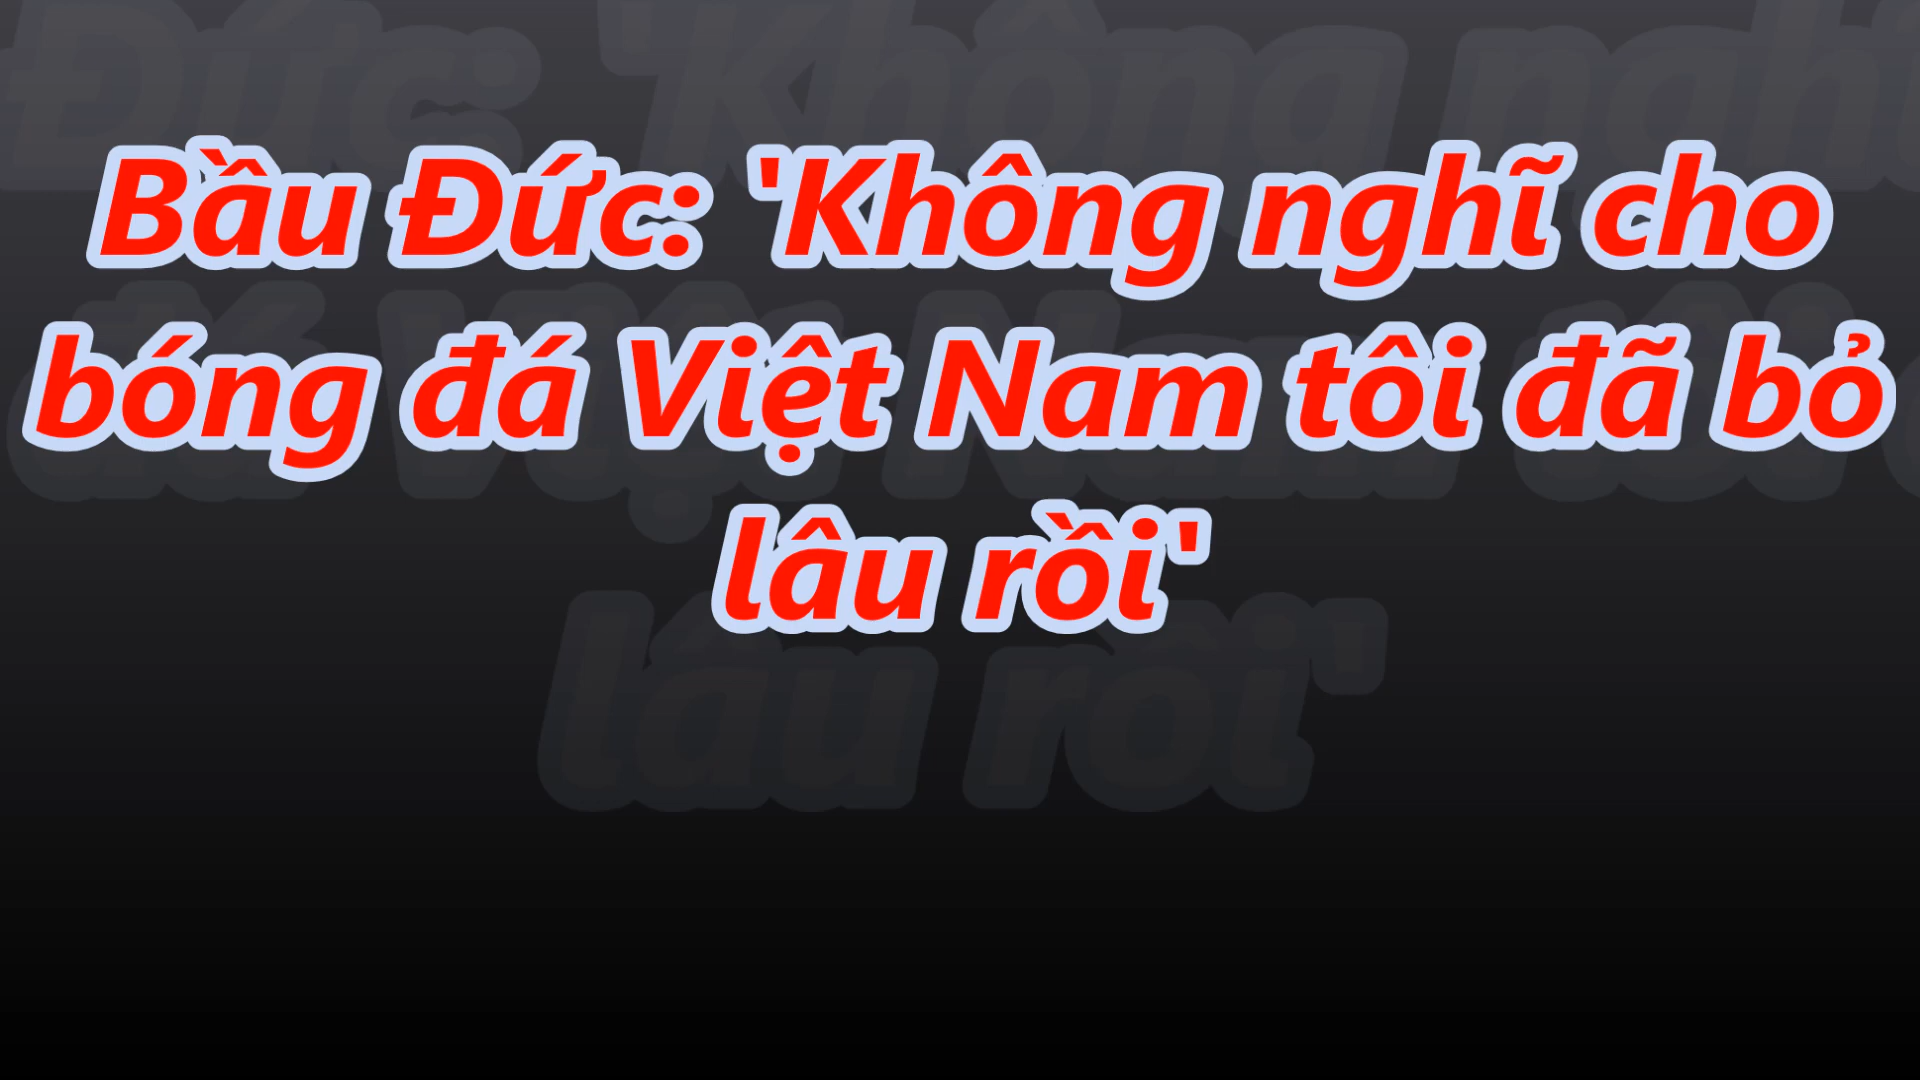 Bầu Đức: 'Không nghĩ cho
bóng đá Việt Nam tôi đã bỏ
lâu rồi'